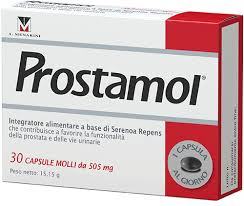 A. MENARINI
Prostamol®
Integratore alimentare a base di Serenoa Repens
che contribuisce a favorire la funzionalità
della prostata e delle vie urinarie
30 CAPSULE MOLLI da 505 mg
Peso netto: 15,15 g
1 CAPSULA
AL GIORNO